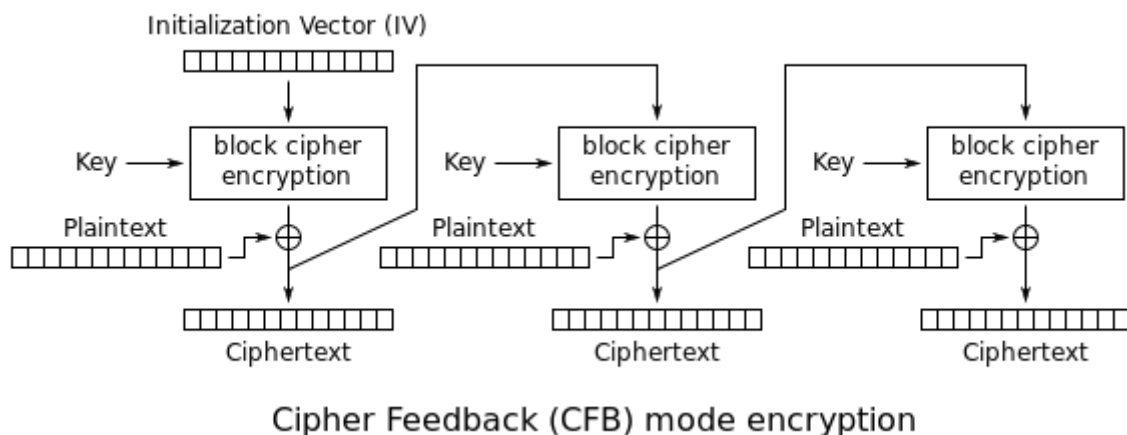 Initialization Vector (IV)
Key
block cipher
encryption
Key
block cipher
encryption
Key
block cipher
encryption
Plaintext
Plaintext
Plaintext
Ciphertext
Ciphertext
Ciphertext
Cipher Feedback (CFB) mode encryption